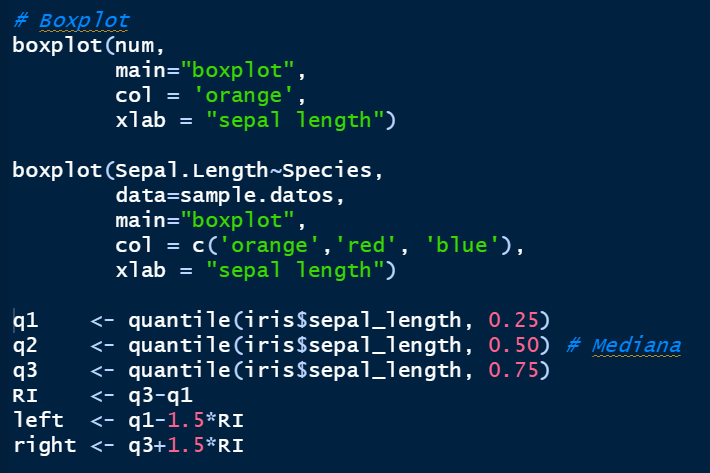 # Boxplot
boxplot(num,
        main="boxplot",
        col = 'orange',
        xlab = "sepal length")

boxplot(Sepal.Length~Species,
        data=sample.datos,
        main="boxplot",
        col = c('orange','red', 'blue'),
        xlab = "sepal length")

q1    <- quantile(iris$sepal_length, 0.25)
q2    <- quantile(iris$sepal_length, 0.50) # Mediana
q3    <- quantile(iris$sepal_length, 0.75)
RI    <- q3-q1
left  <- q1-1.5*RI
right <- q3+1.5*RI